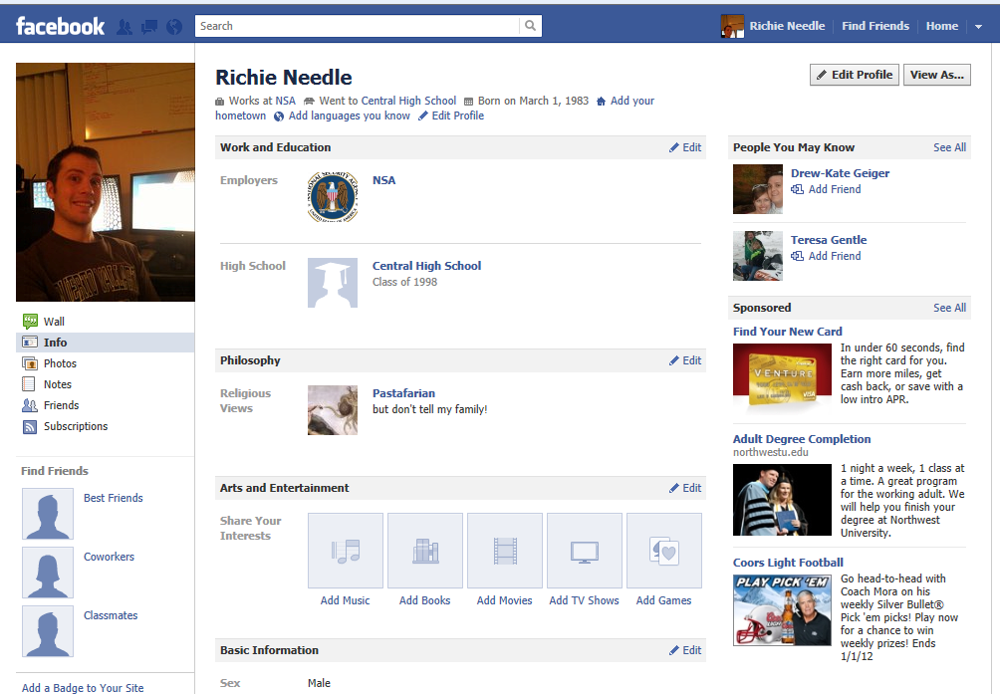 facebook
Search
Richie Needle
Find Friends
Home
Richie Needle
Edit Profile
View As...
Works at NSA Went to Central High School Born on March 1, 1983 Add your
hometown Add languages you know Edit Profile
Wall
Info
Photos
Notes
Friends
Subscriptions
Find Friends
Best Friends
Coworkers
Classmates
Add a Badge to Your Site
Work and Education
Edit
Employers
NATIONAL SECURITY AGENCY
UNITED STATES OF AMERICA
NSA
High School
Central High School
Class of 1998
Philosophy
Edit
Religious
Views
Pastafarian
but don't tell my family!
Arts and Entertainment
Edit
Share Your
Interests
Add Music
Add Books
Add Movies
Add TV Shows
Add Games
Basic Information
Edit
Sex
Male
People You May Know
See All
Drew-Kate Geiger
Add Friend
Teresa Gentle
Add Friend
Sponsored
See All
Find Your New Card
VENTURE
VISA
In under 60 seconds, find
the right card for you.
Earn more miles, get
cash back, or save with a
low intro APR.
Adult Degree Completion
northwestu.edu
1 night a week, 1 class at
a time. A great program
for the working adult. We
will help you finish your
degree at Northwest
University.
Coors Light Football
PLAY PICK 'EM
Go head-to-head with
Coach Mora on his
weekly Silver Bullet®
Pick 'em picks! Play now
for a chance to win
weekly prizes! Ends
1/1/12